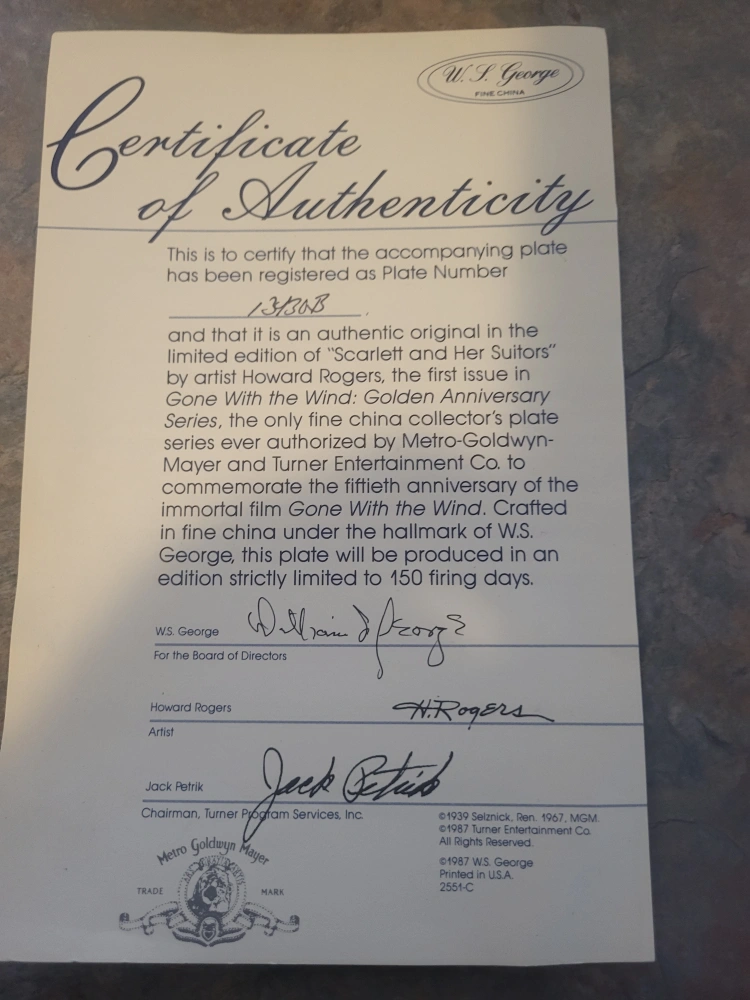 W. S. George
FINE CHINA
Certificate
of Authenticity
This is to certify that the accompanying plate
has been registered as Plate Number
13130B
and that it is an authentic original in the
limited edition of "Scarlett and Her Suitors"
by artist Howard Rogers, the first issue in
Gone With the Wind: Golden Anniversary
Series, the only fine china collector's plate
series ever authorized by Metro-Goldwyn-
Mayer and Turner Entertainment Co. to
commemorate the fiftieth anniversary of the
immortal film Gone With the Wind. Crafted
in fine china under the hallmark of W.S.
George, this plate will be produced in an
edition strictly limited to 150 firing days.
W.S. George William S George
For the Board of Directors
Howard Rogers H. Rogers
Artist
Jack Petrik Jack Petrik
Chairman, Turner Program Services, Inc.
©1939 Selznick, Ren. 1967, MGM.
©1987 Turner Entertainment Co.
All Rights Reserved.
©1987 W.S. George
Printed in U.S.A.
2551-C
Metro Goldwyn Mayer
TRADE MARK